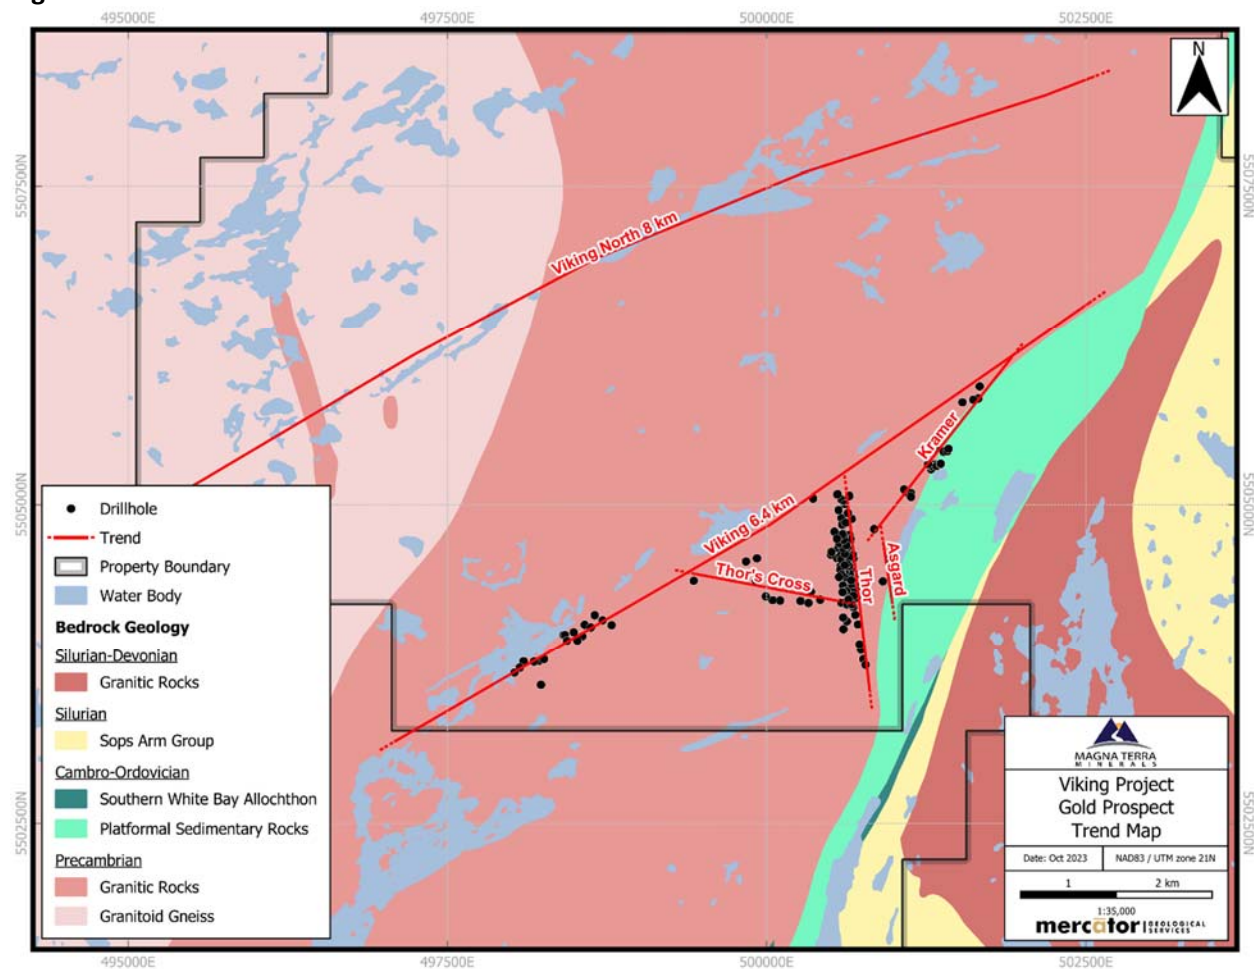 495000E 497500E 500000E 502500E
N
5507500N 5507500N
Viking North 8 km
Kramer
5505000N 5505000N
Viking 6.4 km
Thor's Cross
Thor
Asgard
Drillhole
Trend
Property Boundary
Water Body
Bedrock Geology
Silurian-Devonian
Granitic Rocks
Silurian
Sops Arm Group
Cambro-Ordovician
Southern White Bay Allochthon
Platformal Sedimentary Rocks
Precambrian
Granitic Rocks
Granitoid Gneiss
MAGNA TERRA
MINERALS
Viking Project
Gold Prospect
Trend Map
Date: Oct 2023 NAD83 / UTM zone 21N
1 2 km
1:35,000
mercator GEOLOGICAL
SERVICES
5502500N 5502500N
495000E 497500E 500000E 502500E